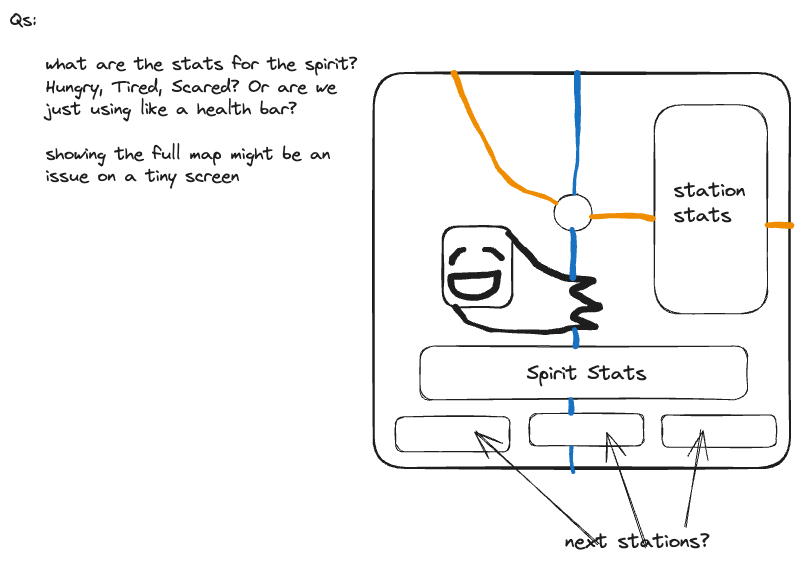 Qs:
what are the stats for the spirit?
Hungry, Tired, Scared? Or are we
just using like a health bar?
showing the full map might be an
issue on a tiny screen
station
stats
Spirit Stats
next stations?